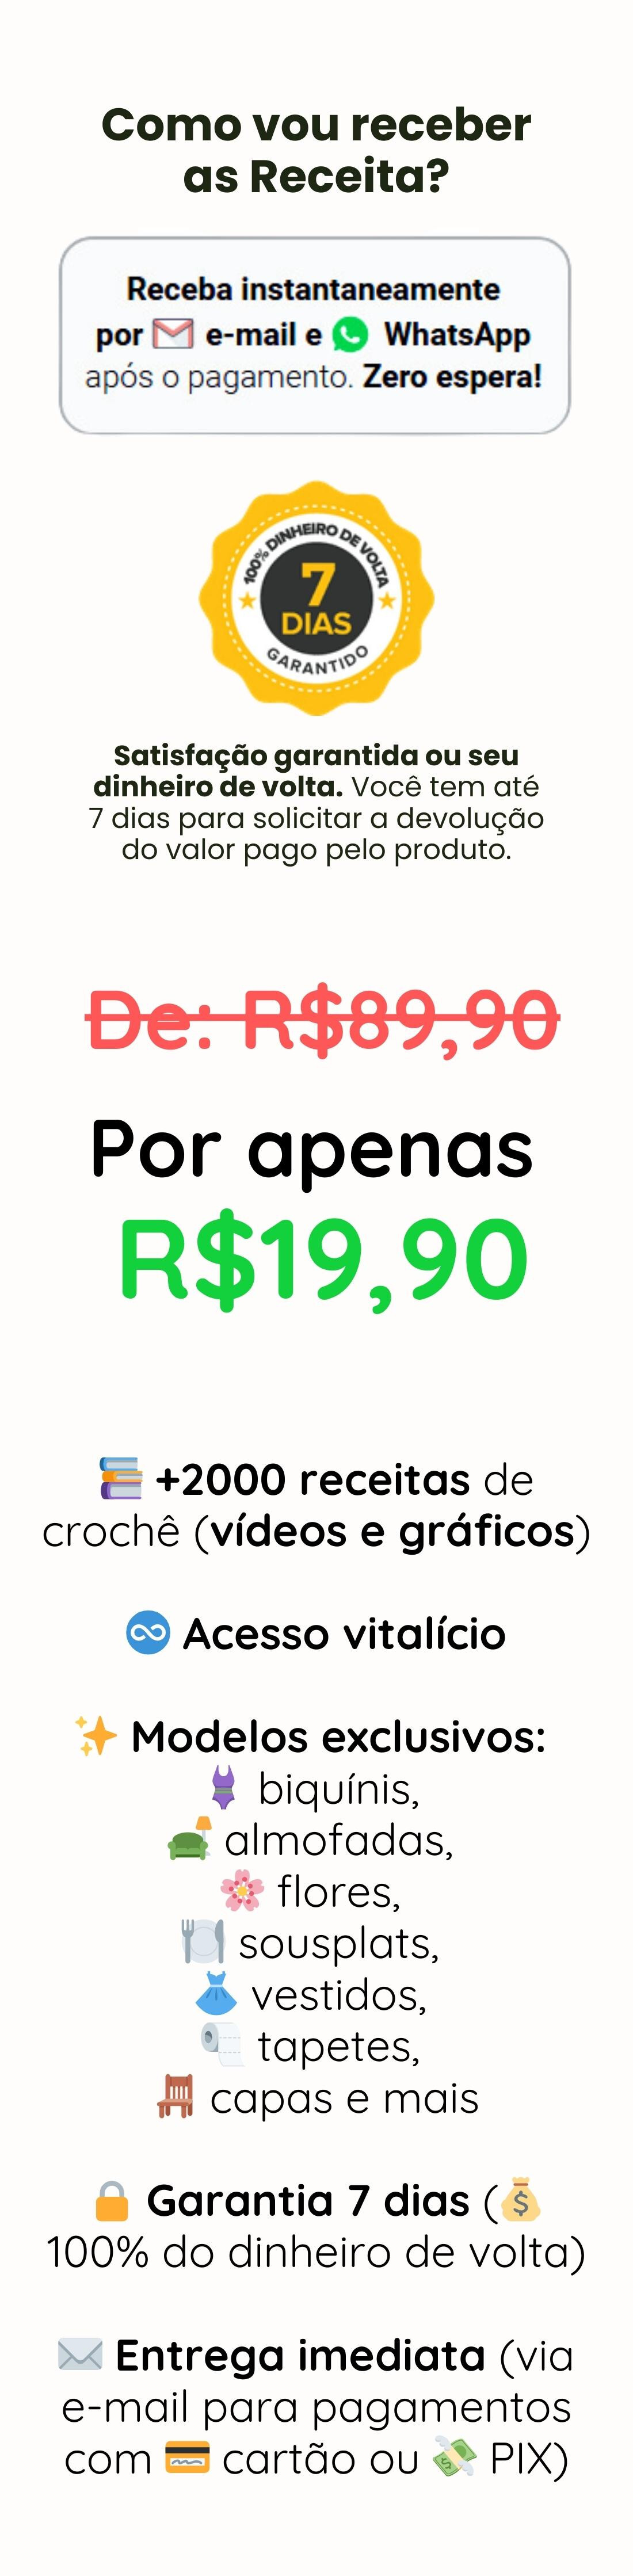 Como vou receber
as Receita?
Receba instantaneamente
por e-mail e WhatsApp
após o pagamento. Zero espera!
100% DINHEIRO DE VOLTA
7
DIAS
GARANTIDO
Satisfação garantida ou seu
dinheiro de volta. Você tem até
7 dias para solicitar a devolução
do valor pago pelo produto.
De: R$89,90
Por apenas
R$19,90
📚 +2000 receitas de
crochê (vídeos e gráficos)
♾️ Acesso vitalício
✨ Modelos exclusivos:
🩱 biquínis,
🛋️ almofadas,
🌸 flores,
🍽️ sousplats,
👗 vestidos,
🧻 tapetes,
🪑 capas e mais
🔒 Garantia 7 dias (💰
100% do dinheiro de volta)
✉️ Entrega imediata (via
e-mail para pagamentos
com 💳 cartão ou 💸 PIX)